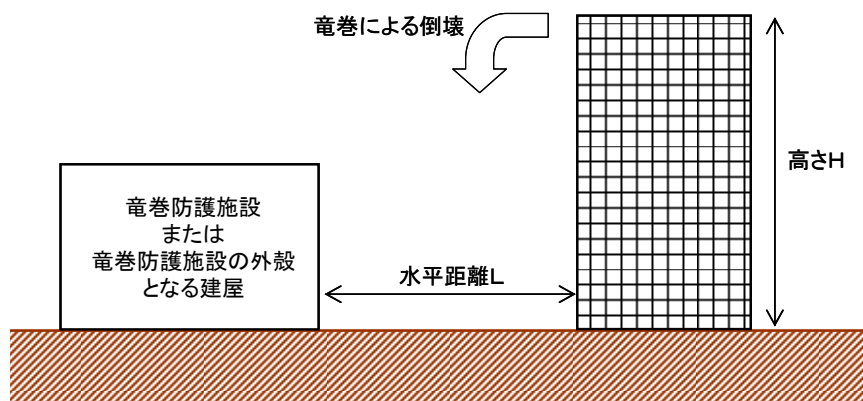 竜巻による倒壊
高さH
竜巻防護施設
または
竜巻防護施設の外殻
となる建屋
水平距離L